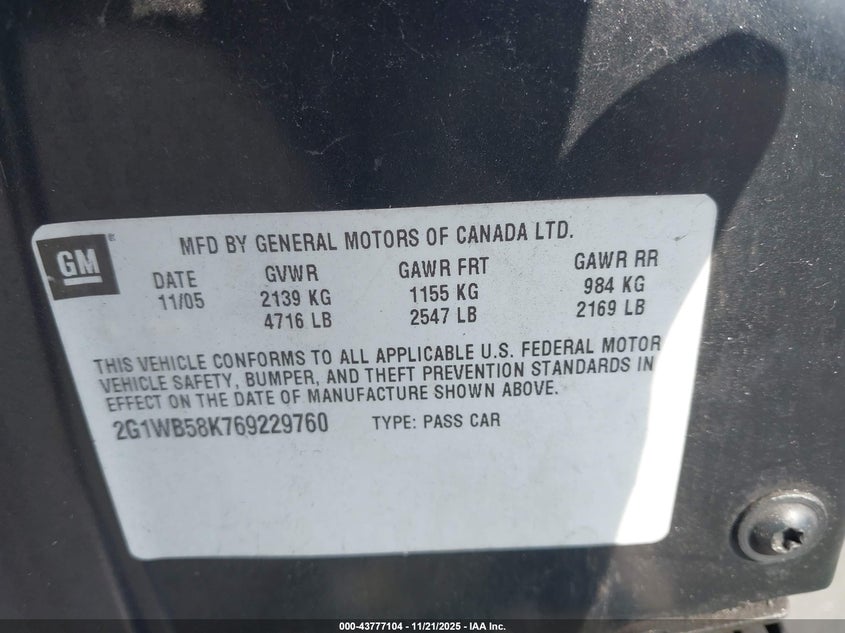 GM
MFD BY GENERAL MOTORS OF CANADA LTD.
DATE GVWR GAWR FRT GAWR RR
11/05 2139 KG 1155 KG 984 KG
4716 LB 2547 LB 2169 LB
THIS VEHICLE CONFORMS TO ALL APPLICABLE U.S. FEDERAL MOTOR
VEHICLE SAFETY, BUMPER, AND THEFT PREVENTION STANDARDS IN
EFFECT ON THE DATE OF MANUFACTURE SHOWN ABOVE.
2G1WB58K769229760 TYPE: PASS CAR
000-43777104 - 11/21/2025 - IAA Inc.